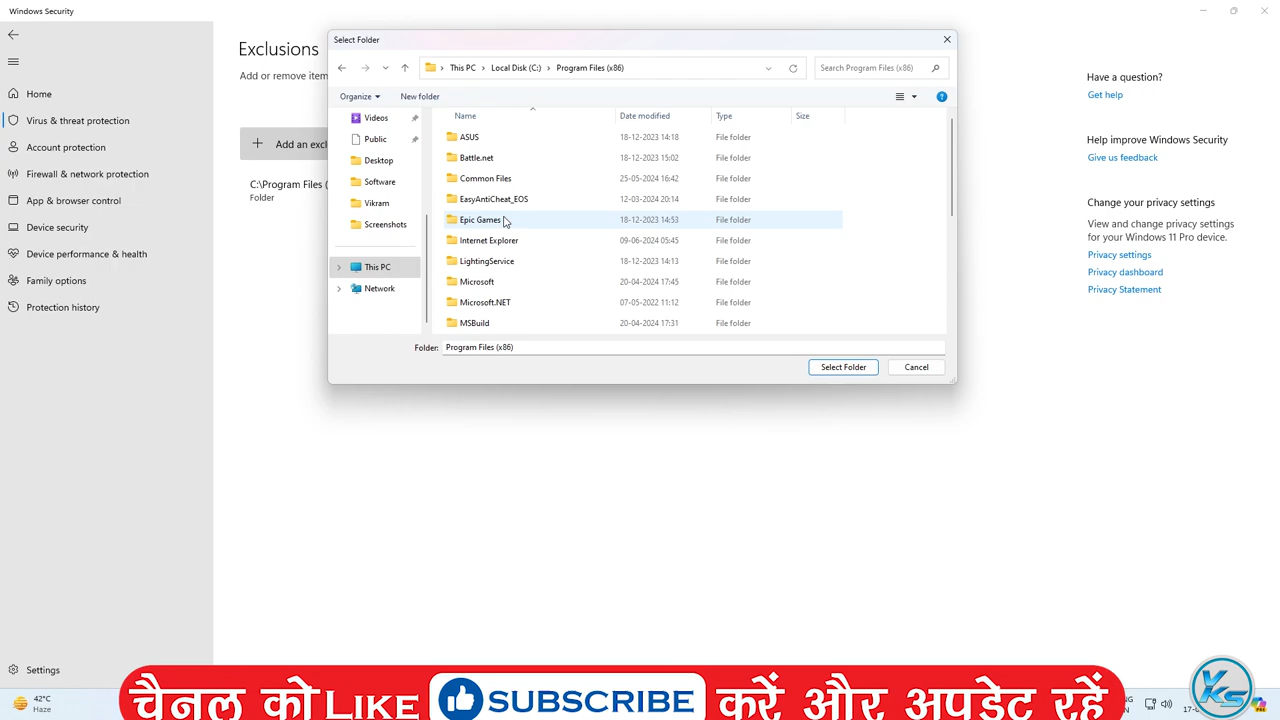 Windows Security
Home
Virus & threat protection
Account protection
Firewall & network protection
App & browser control
Device security
Device performance & health
Family options
Protection history
Settings
Exclusions
Add or remove item
Add an excl
C:\Program Files (
Folder
Select Folder
This PC > Local Disk (C:) > Program Files (x86)
Search Program Files (x86)
Organize
New folder
Videos
Public
Desktop
Software
Vikram
Screenshots
This PC
Network
Name Date modified Type Size
ASUS 18-12-2023 14:18 File folder
Battle.net 18-12-2023 15:02 File folder
Common Files 25-05-2024 16:42 File folder
EasyAntiCheat_EOS 12-03-2024 20:14 File folder
Epic Games 18-12-2023 14:53 File folder
Internet Explorer 09-06-2024 05:45 File folder
LightingService 18-12-2023 14:13 File folder
Microsoft 20-04-2024 17:45 File folder
Microsoft.NET 07-05-2022 11:12 File folder
MSBuild 20-04-2024 17:31 File folder
Folder: Program Files (x86)
Select Folder
Cancel
Have a question?
Get help
Help improve Windows Security
Give us feedback
Change your privacy settings
View and change privacy settings
for your Windows 11 Pro device.
Privacy settings
Privacy dashboard
Privacy Statement
42°C
Haze
चैनल को LIKE SUBSCRIBE करें और अपडेट रहें
KS